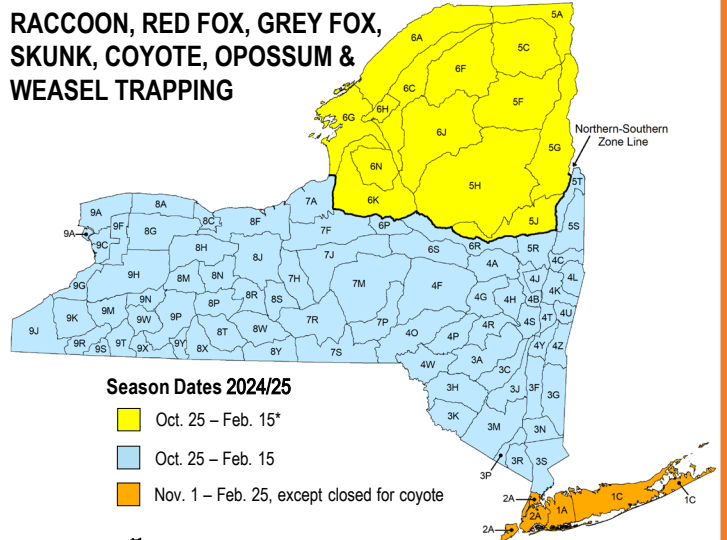 RACCOON, RED FOX, GREY FOX,
SKUNK, COYOTE, OPOSSUM &
WEASEL TRAPPING
5A
6A
5C
6F
6C
5F
6H
6G
6J
Northern-Southern
Zone Line
5G
6N
5H
5T
6K
7A
5J
8A
9A
8C
8F
6P
5S
9F
8G
7F
9A
9C
8H
6S
6R
5R
7J
8J
4A
4C
9G
9H
8M
8N
7H
7M
4F
4J
4L
4K
9N
8P
8R
8S
4G
4H
4B
9K
9M
9W
9P
7R
7P
4R
4S
4T
4U
9J
8T
8W
4O
4P
4Y
4Z
9R
9S
9T
9X
9Y
8X
8Y
7S
4W
3A
3C
Season Dates 2024/25
3H
3J
3F
3G
Oct. 25 – Feb. 15*
3K
3M
3N
Oct. 25 – Feb. 15
3P
3R
3S
Nov. 1 – Feb. 25, except closed for coyote
2A
1C
1C
2A
1A
2A